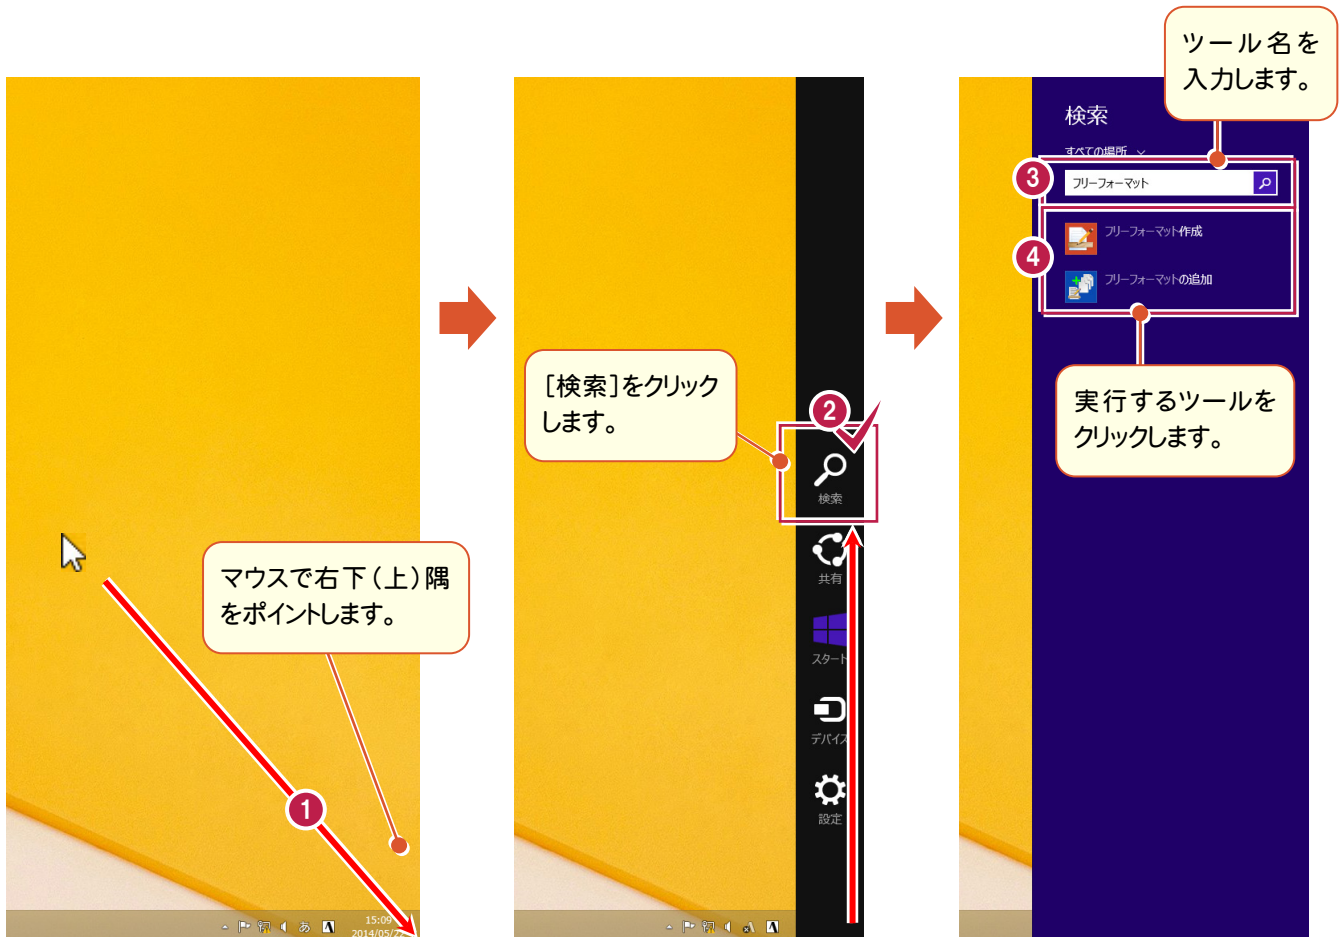 ツール名を
入力します。
検索
すべての場所
3
フリーフォーマット
4
フリーフォーマット作成
フリーフォーマットの追加
実行するツールを
クリックします。
[検索]をクリック
します。
2
検索
共有
スタート
デバイス
設定
マウスで右下(上)隅
をポイントします。
1
あ
A
15:09
2014/05/22
A
A